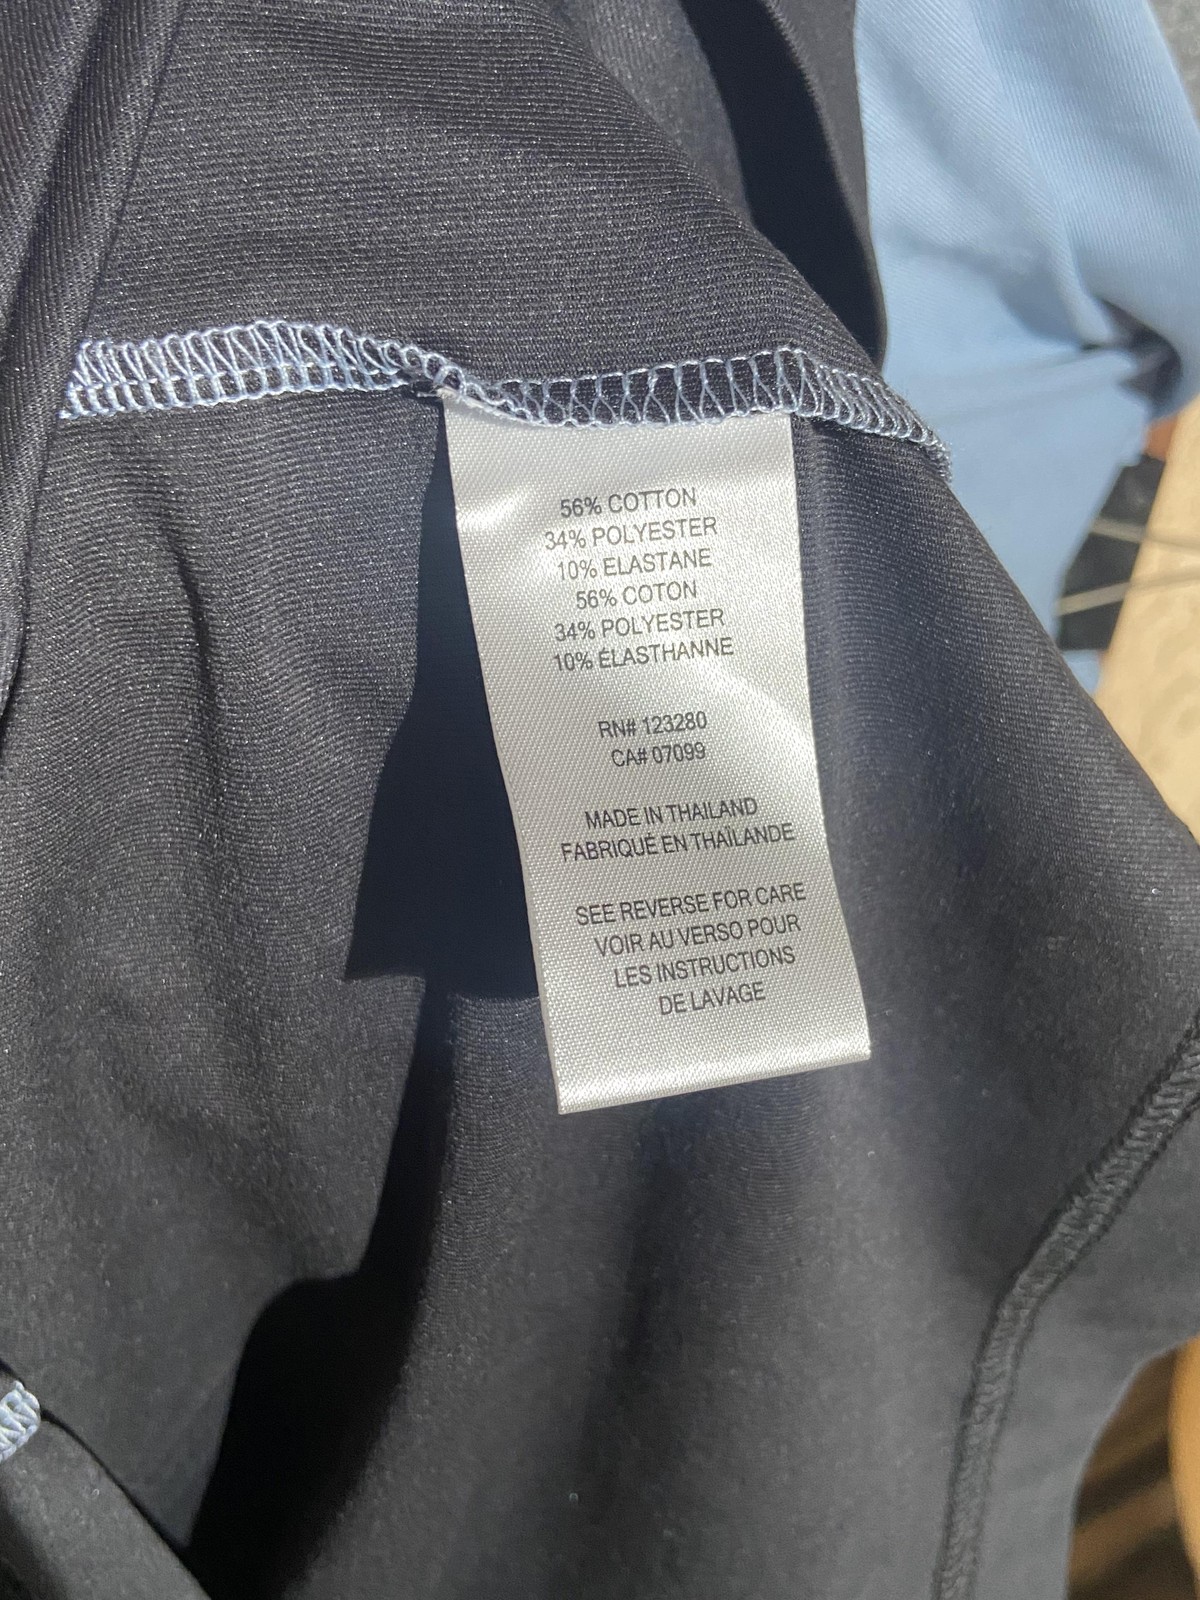 56% COTTON
34% POLYESTER
10% ELASTANE
56% COTON
34% POLYESTER
10% ÉLASTHANNE
RN# 123280
CA# 07099
MADE IN THAILAND
FABRIQUÉ EN THAÏLANDE
SEE REVERSE FOR CARE
VOIR AU VERSO POUR
LES INSTRUCTIONS
DE LAVAGE